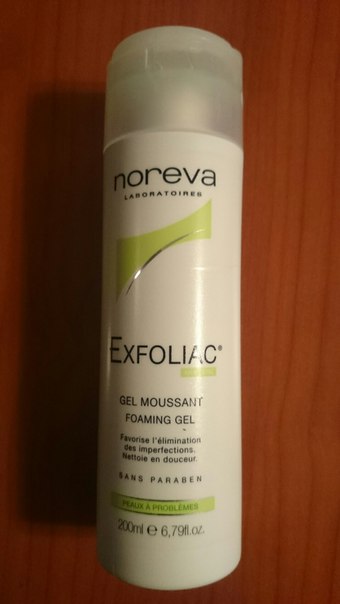 noreva
LABORATOIRES
EXFOLIAC®
GEL MOUSSANT
FOAMING GEL
Favorise l'élimination
des imperfections.
Nettoie en douceur.
SANS PARABEN
PEAUX À PROBLÈMES
200ml e 6,79fl.oz.